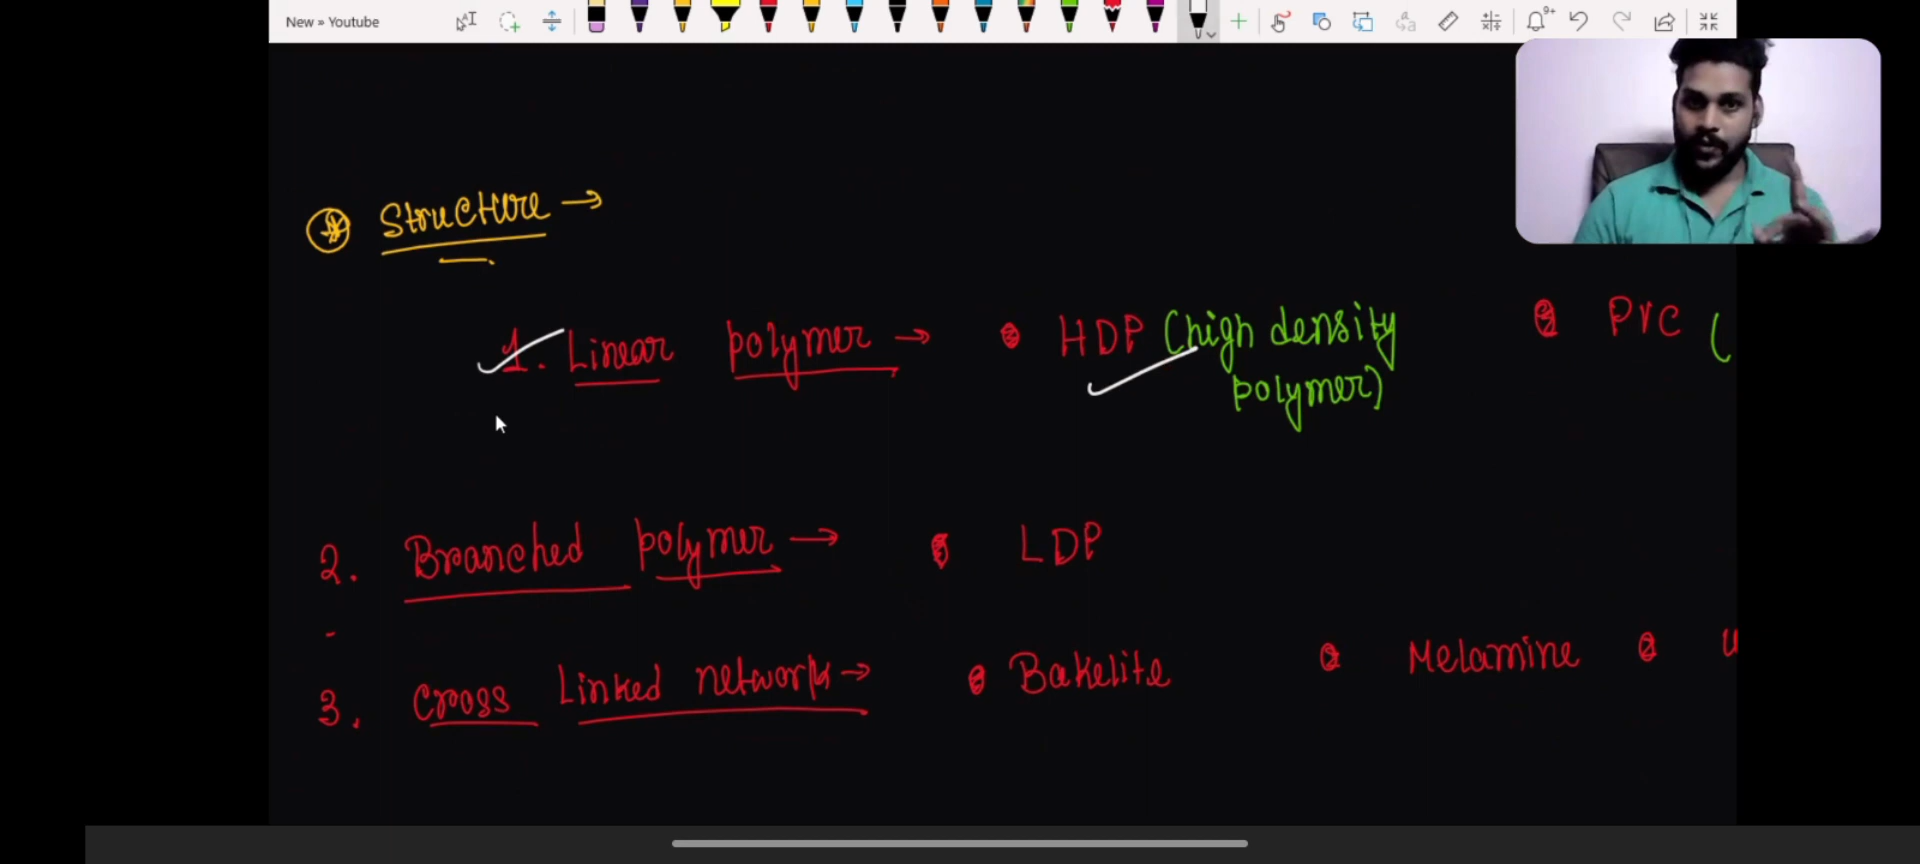 New » Youtube
9+
Structure →
1. Linear polymer → HDP (high density polymer) PVC (
2. Branched polymer → LDP
3. Cross Linked network → Bakelite Melamine